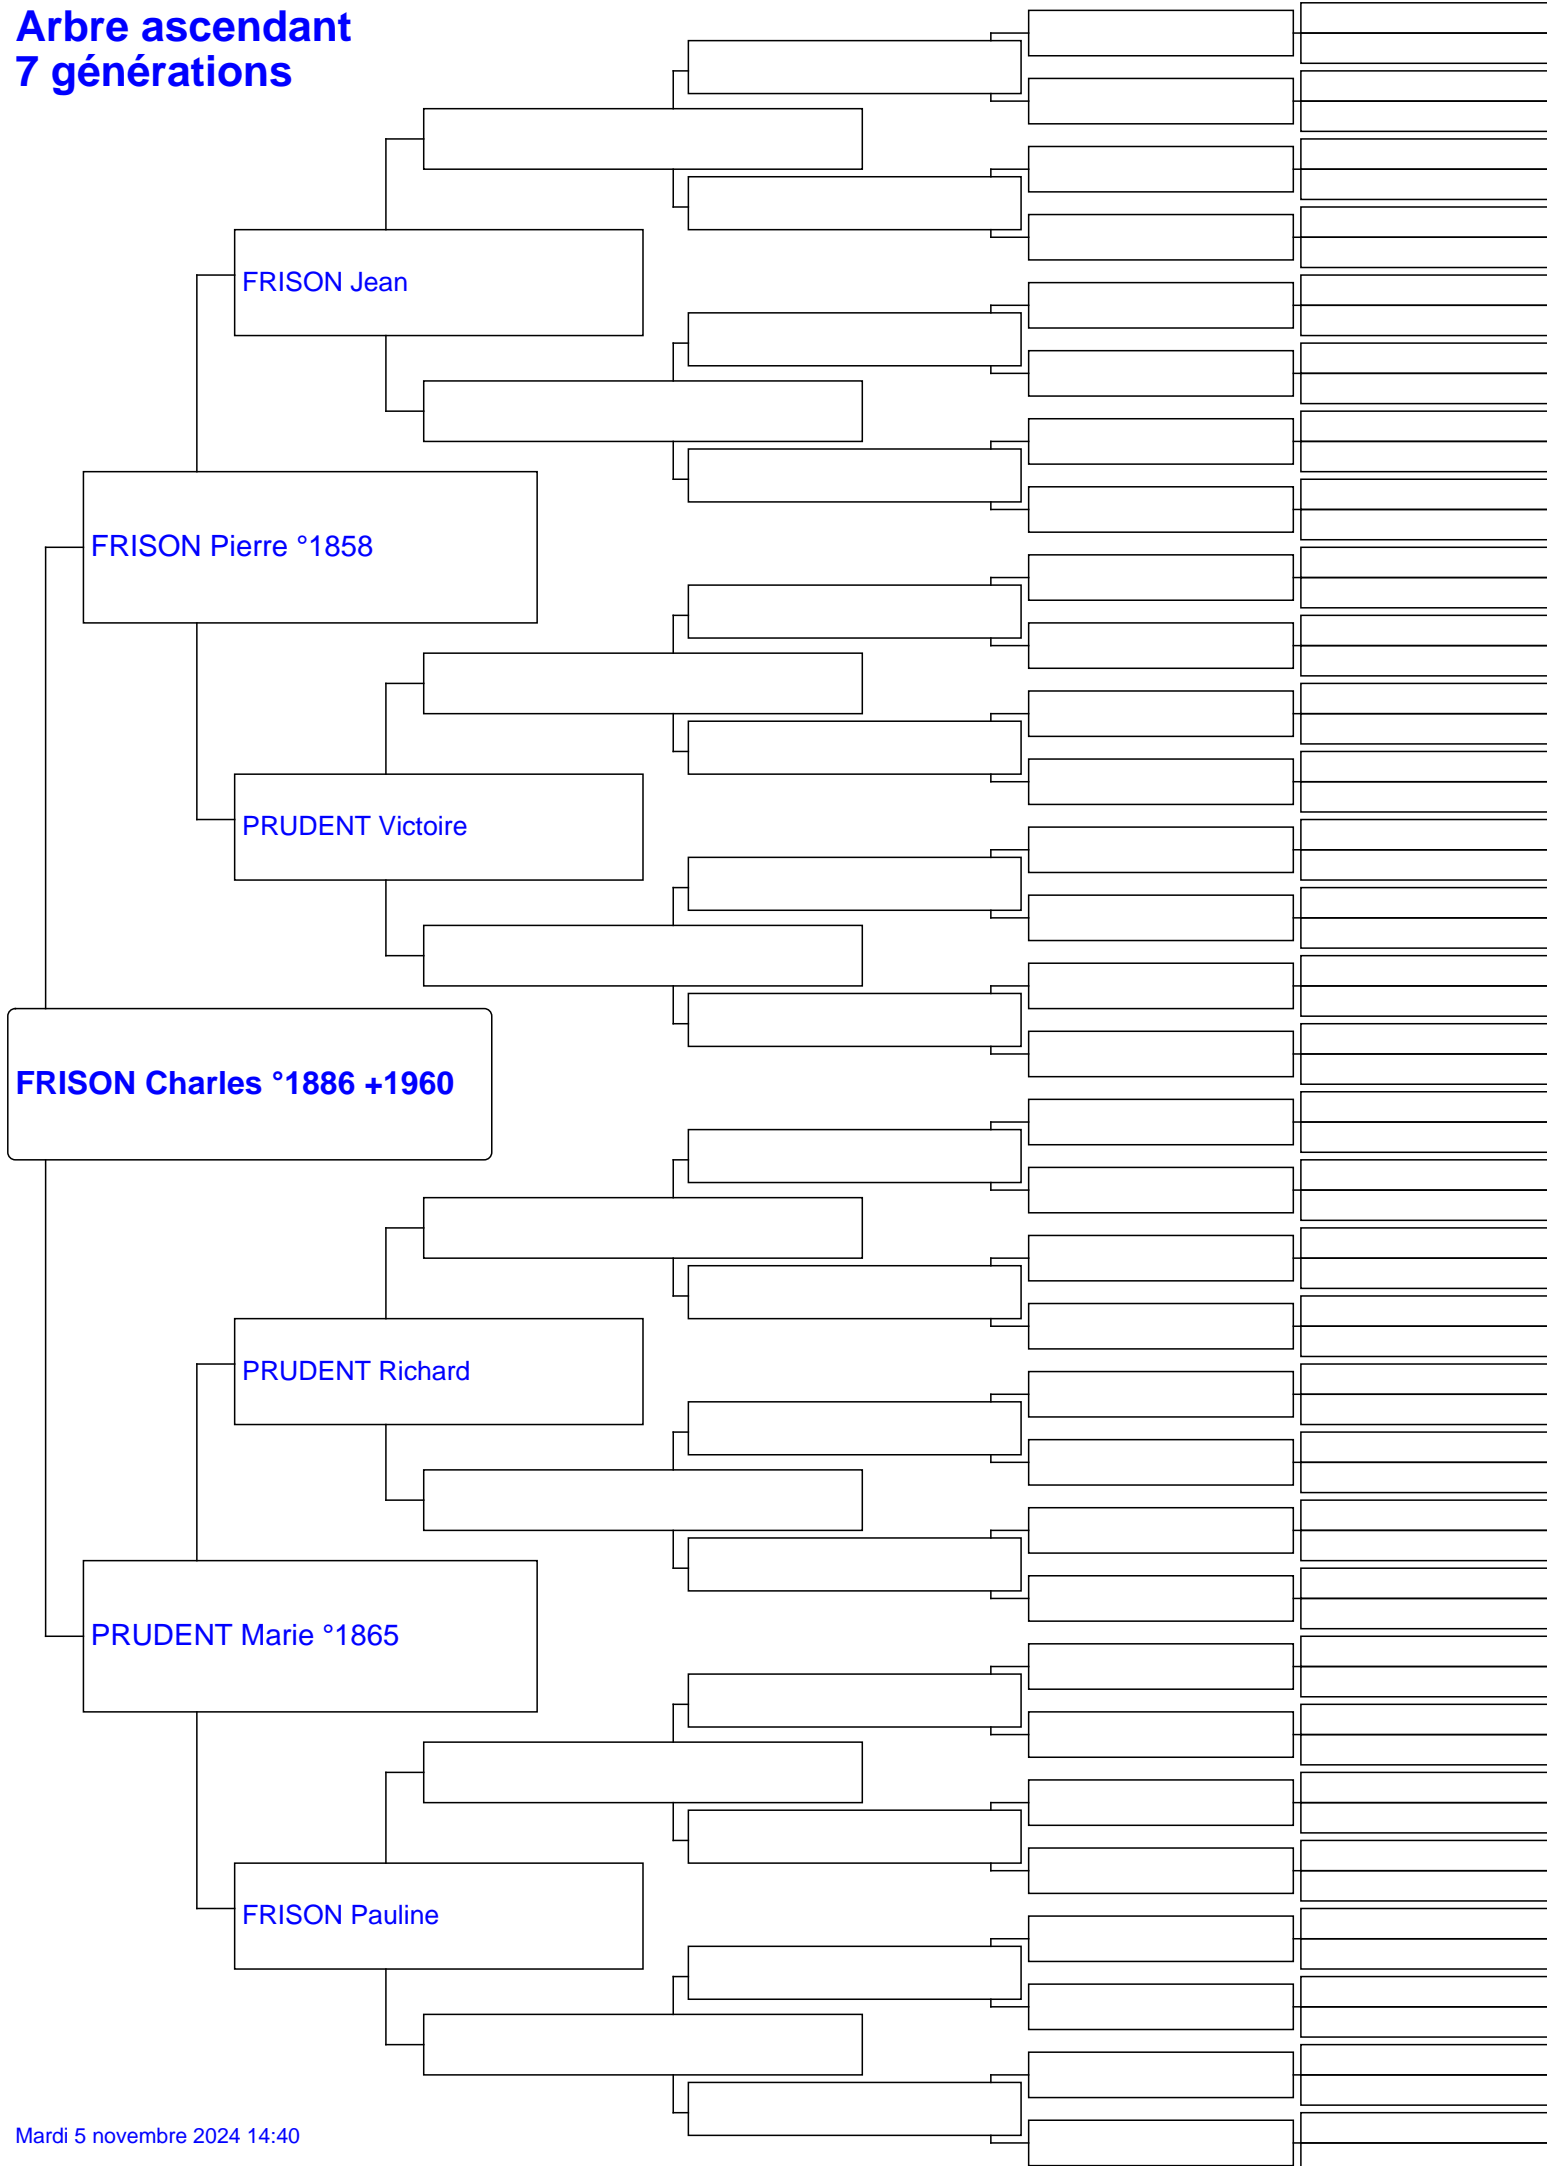 Arbre ascendant
7 générations
FRISON Jean
FRISON Pierre °1858
PRUDENT Victoire
FRISON Charles °1886 +1960
PRUDENT Richard
PRUDENT Marie °1865
FRISON Pauline
Mardi 5 novembre 2024 14:40